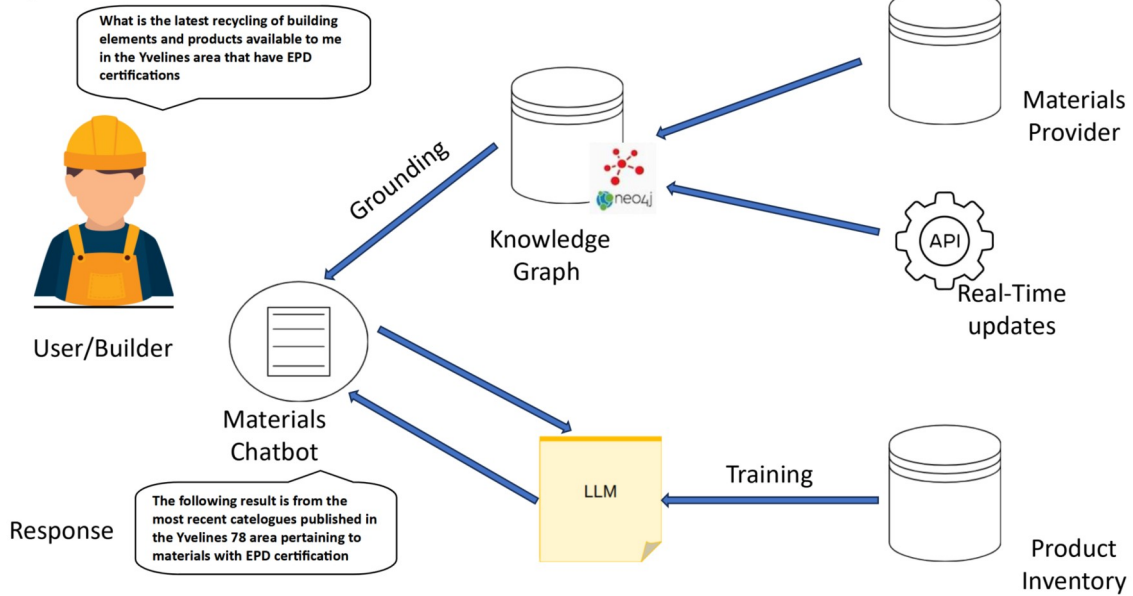 What is the latest recycling of building
elements and products available to me
in the Yvelines area that have EPD
certifications
Materials
Provider
Grounding
neo4j
Knowledge
Graph
API
Real-Time
updates
User/Builder
Materials
Chatbot
LLM
Training
Response
The following result is from the
most recent catelogues published in
the Yvelines 78 area pertaining to
materials with EPD certification
Product
Inventory